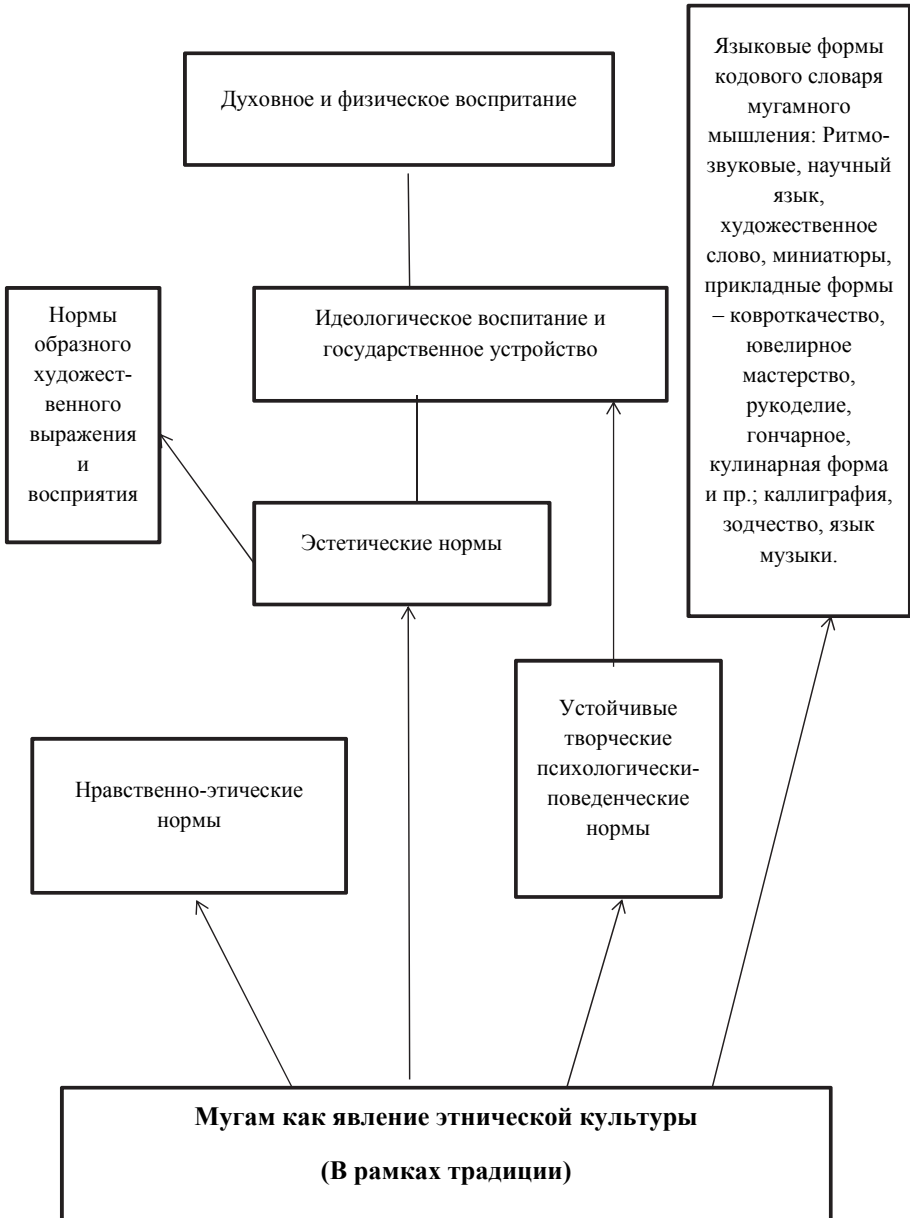 Духовное и физическое воспритание
Языковые формы
кодового словаря
мугамного
мышления: Ритмо-
звуковые, научный
язык,
художественное
слово, миниатюры,
прикладные формы
– ковроткачество,
ювелирное
мастерство,
рукоделие,
гончарное,
кулинарная форма
и пр.; каллиграфия,
зодчество, язык
музыки.
Нормы
образного
художест-
венного
выражения
и
восприятия
Идеологическое воспитание и
государственное устройство
Эстетические нормы
Нравственно-этические
нормы
Устойчивые
творческие
психологически-
поведенческие
нормы
Мугам как явление этнической культуры
(В рамках традиции)